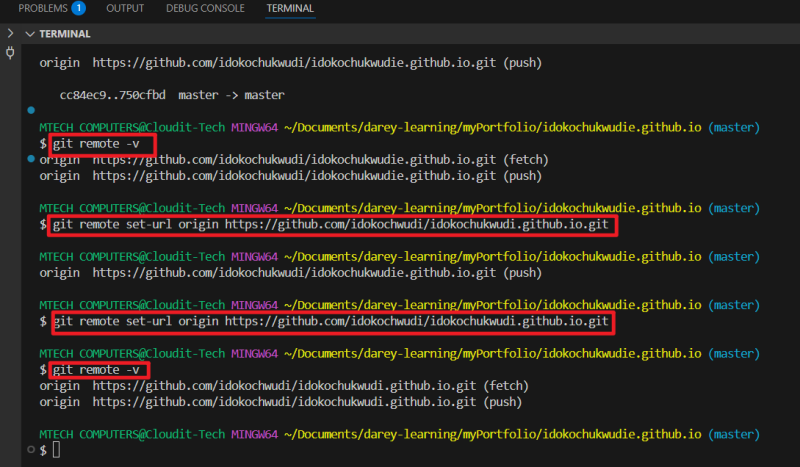 PROBLEMS 1 OUTPUT DEBUG CONSOLE TERMINAL
TERMINAL
origin  https://github.com/idokochukwudi/idokochukwudie.github.io.git (push)
cc84ec9..750cfbd  master -> master
MTECH COMPUTERS@Cloudit-Tech MINGW64 ~/Documents/darey-learning/myPortfolio/idokochukwudie.github.io (master)
$ git remote -v
origin  https://github.com/idokochukwudi/idokochukwudie.github.io.git (fetch)
origin  https://github.com/idokochukwudi/idokochukwudie.github.io.git (push)
MTECH COMPUTERS@Cloudit-Tech MINGW64 ~/Documents/darey-learning/myPortfolio/idokochukwudie.github.io (master)
$ git remote set-url origin https://github.com/idokochwudi/idokochukwudi.github.io.git
MTECH COMPUTERS@Cloudit-Tech MINGW64 ~/Documents/darey-learning/myPortfolio/idokochukwudie.github.io (master)
origin  https://github.com/idokochukwudi/idokochukwudie.github.io.git (push)
MTECH COMPUTERS@Cloudit-Tech MINGW64 ~/Documents/darey-learning/myPortfolio/idokochukwudie.github.io (master)
$ git remote set-url origin https://github.com/idokochwudi/idokochukwudi.github.io.git
MTECH COMPUTERS@Cloudit-Tech MINGW64 ~/Documents/darey-learning/myPortfolio/idokochukwudie.github.io (master)
$ git remote -v
origin  https://github.com/idokochwudi/idokochukwudi.github.io.git (fetch)
origin  https://github.com/idokochwudi/idokochukwudi.github.io.git (push)
MTECH COMPUTERS@Cloudit-Tech MINGW64 ~/Documents/darey-learning/myPortfolio/idokochukwudie.github.io (master)
$